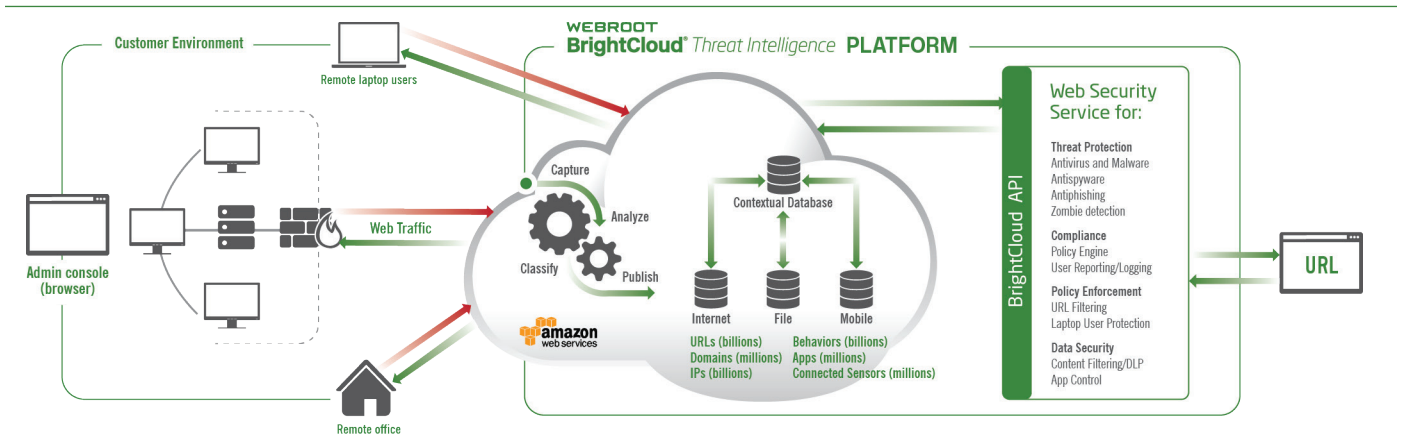 Customer Environment
Remote laptop users
Admin console
(browser)
Web Traffic
Remote office
WEBROOT
BrightCloud® Threat Intelligence PLATFORM
Capture
Analyze
Classify
Publish
amazon
web services
Contextual Database
Internet
File
Mobile
URLs (billions)
Domains (millions)
IPs (billions)
Behaviors (billions)
Apps (millions)
Connected Sensors (millions)
BrightCloud API
Web Security
Service for:
Threat Protection
Antivirus and Malware
Antispyware
Antiphishing
Zombie detection
Compliance
Policy Engine
User Reporting/Logging
Policy Enforcement
URL Filtering
Laptop User Protection
Data Security
Content Filtering/DLP
App Control
URL